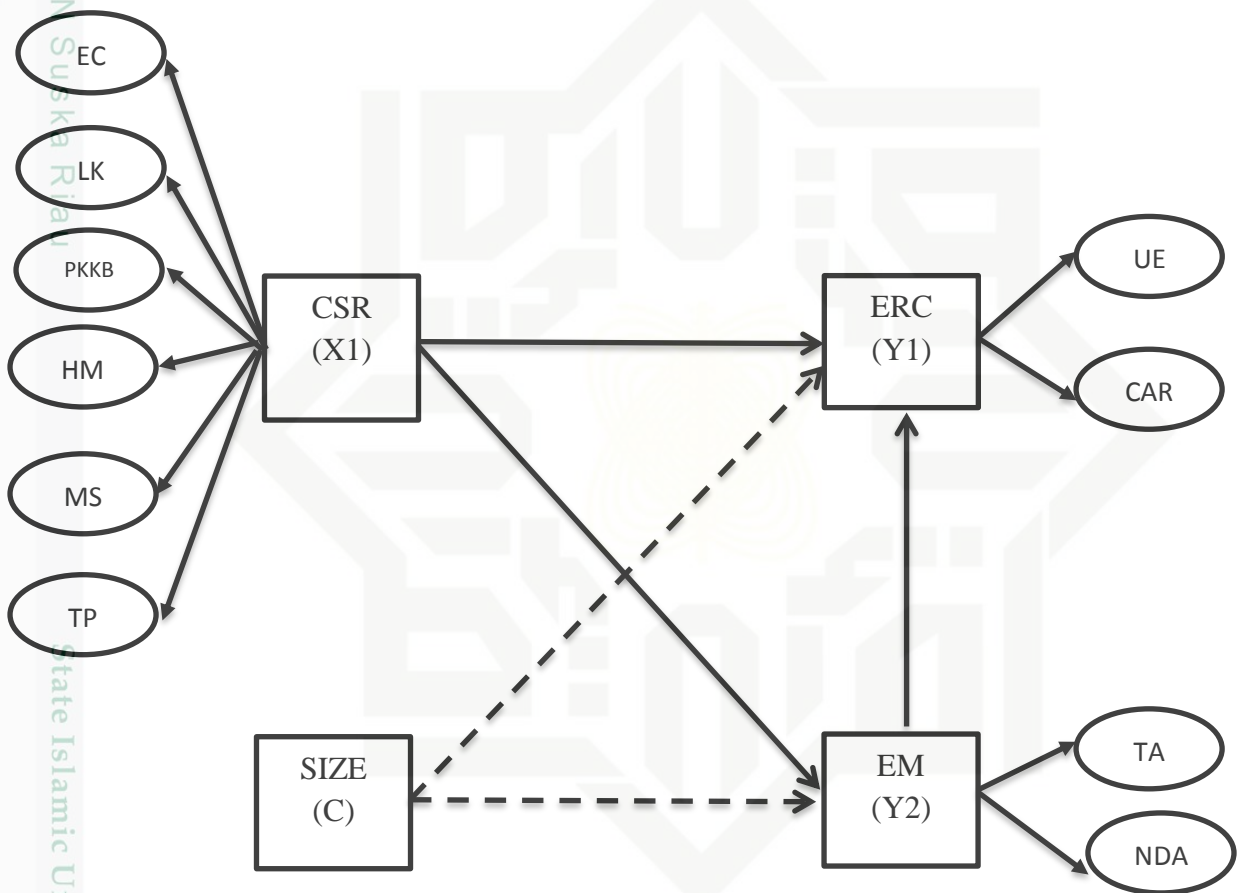 N Suska Riau
State Islamic U
EC
LK
PKKB
HM
MS
TP
CSR
(X1)
SIZE
(C)
ERC
(Y1)
EM
(Y2)
UE
CAR
TA
NDA